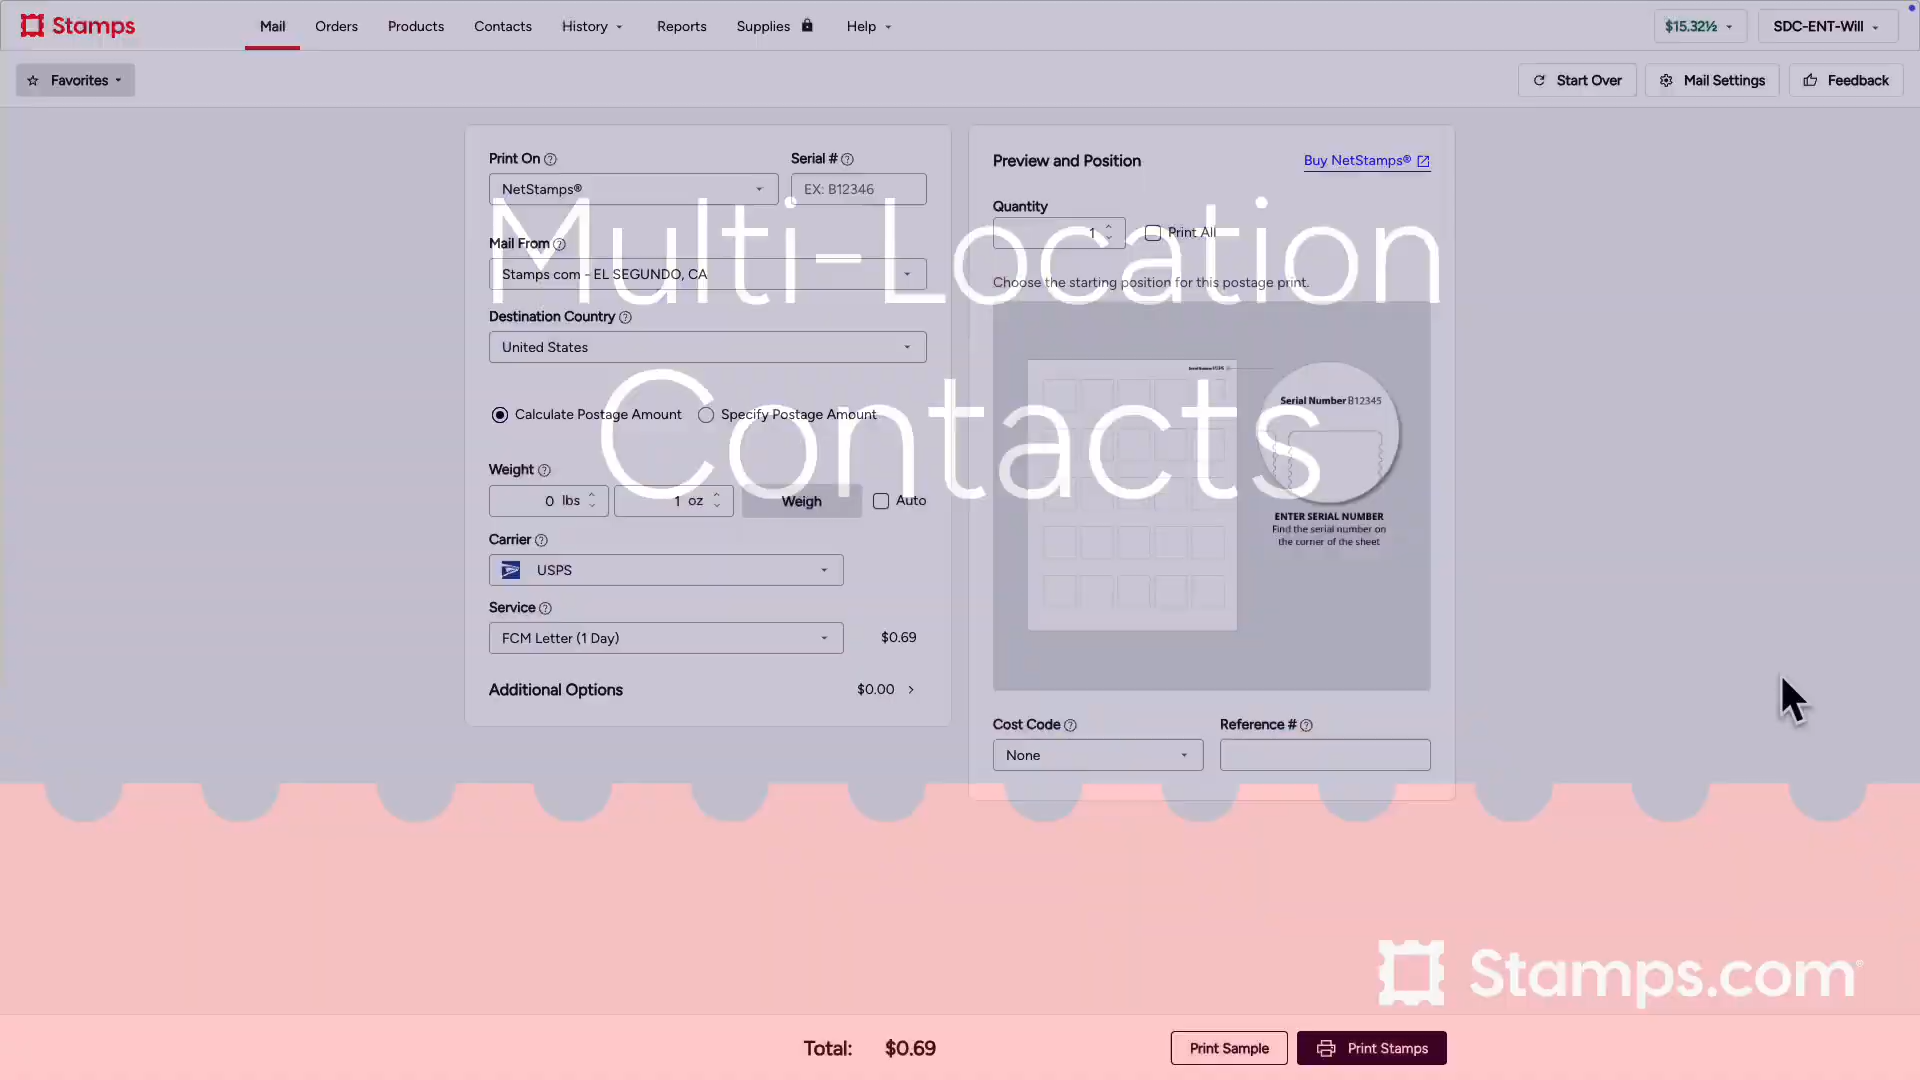 Stamps
Mail
Orders
Products
Contacts
History
Reports
Supplies
Help
$15.32½
SDC-ENT-Will
Favorites
Start Over
Mail Settings
Feedback
Print On
Serial #
NetStamps®
EX: B12346
Mail From
Stamps com - EL SEGUNDO, CA
Destination Country
United States
Calculate Postage Amount
Specify Postage Amount
Weight
0 lbs
1 oz
Weigh
Auto
Carrier
USPS
Service
FCM Letter (1 Day)
$0.69
Additional Options
$0.00
Preview and Position
Buy NetStamps®
Quantity
1
Print All
Choose the starting position for this postage print.
Serial Number B12345
ENTER SERIAL NUMBER
Find the serial number on
the corner of the sheet
Cost Code
None
Reference #
Multi-Location
Contacts
Stamps.com®
Total:
$0.69
Print Sample
Print Stamps